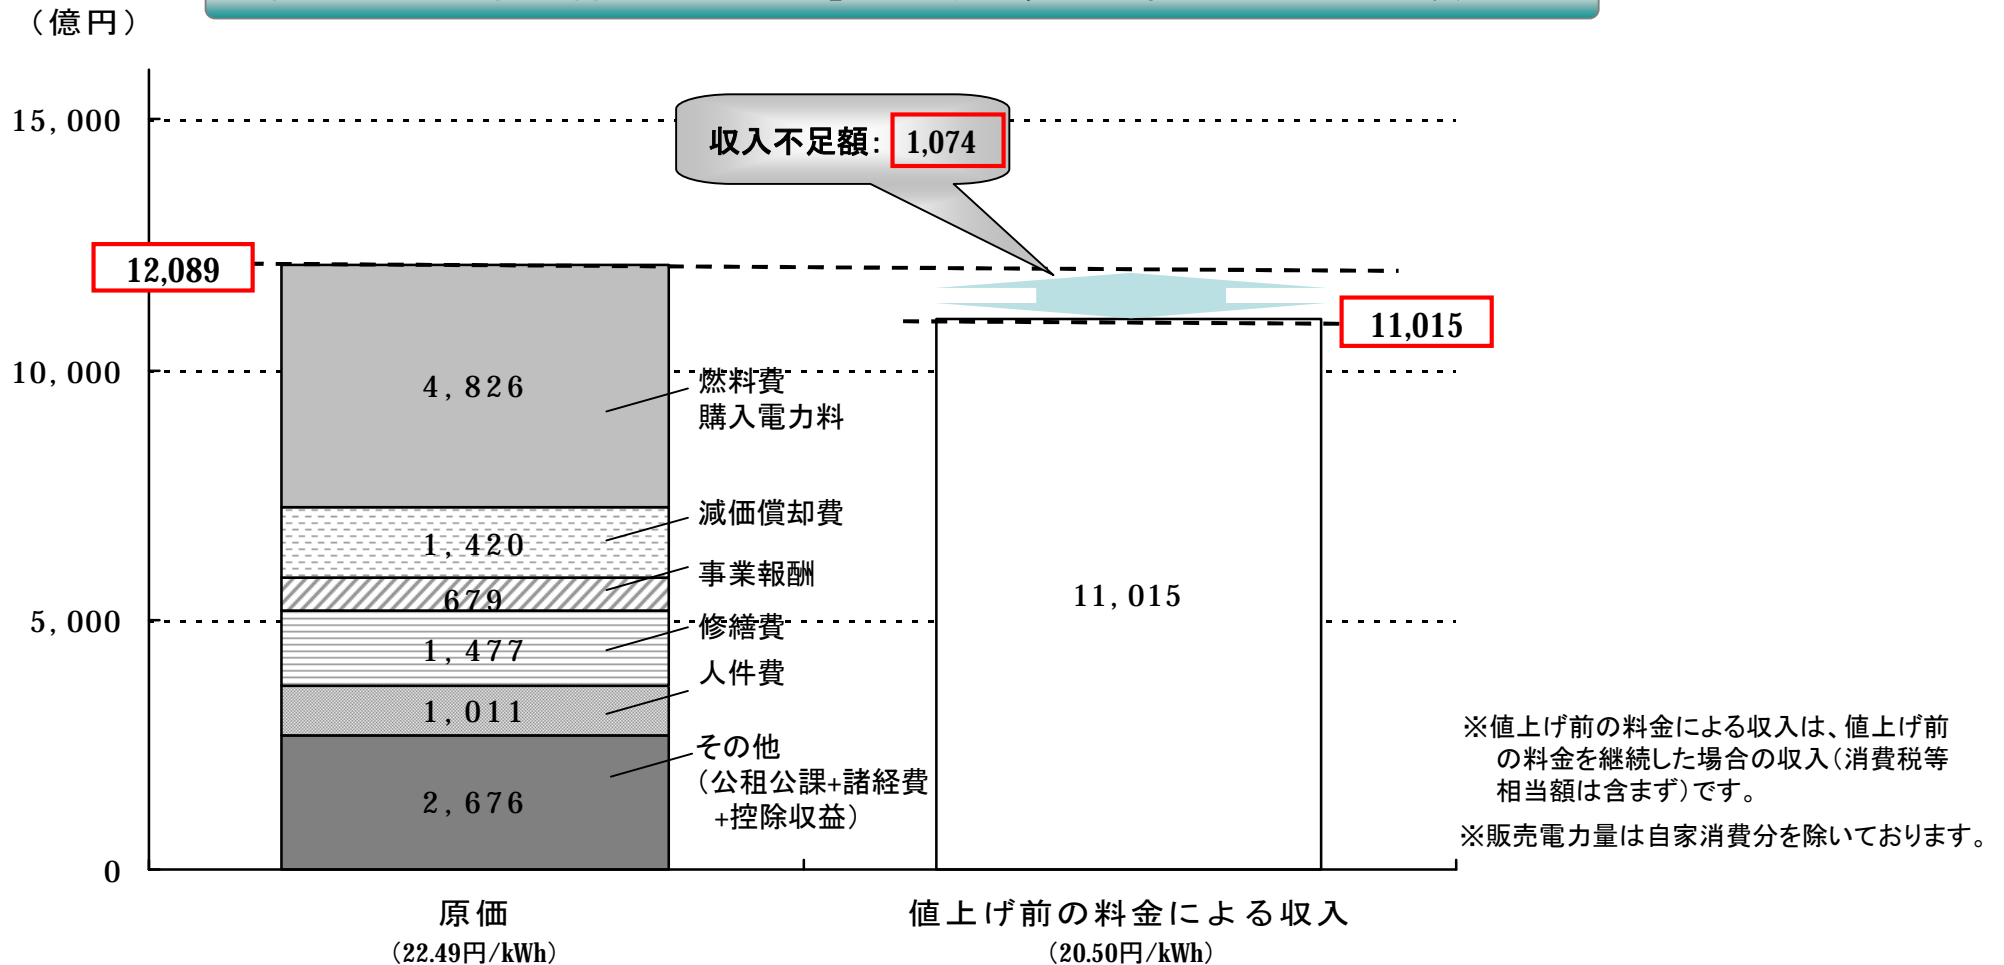 (億円)
15,000
収入不足額: 1,074
12,089
11,015
10,000
4,826
燃料費
購入電力料
減価償却費
1,420
事業報酬
679
11,015
5,000
修繕費
1,477
人件費
1,011
その他
(公租公課+諸経費
+控除収益)
2,676
※値上げ前の料金による収入は、値上げ前
の料金を継続した場合の収入(消費税等
相当額は含まず)です。
※販売電力量は自家消費分を除いております。
0
原価
(22.49円/kWh)
値上げ前の料金による収入
(20.50円/kWh)